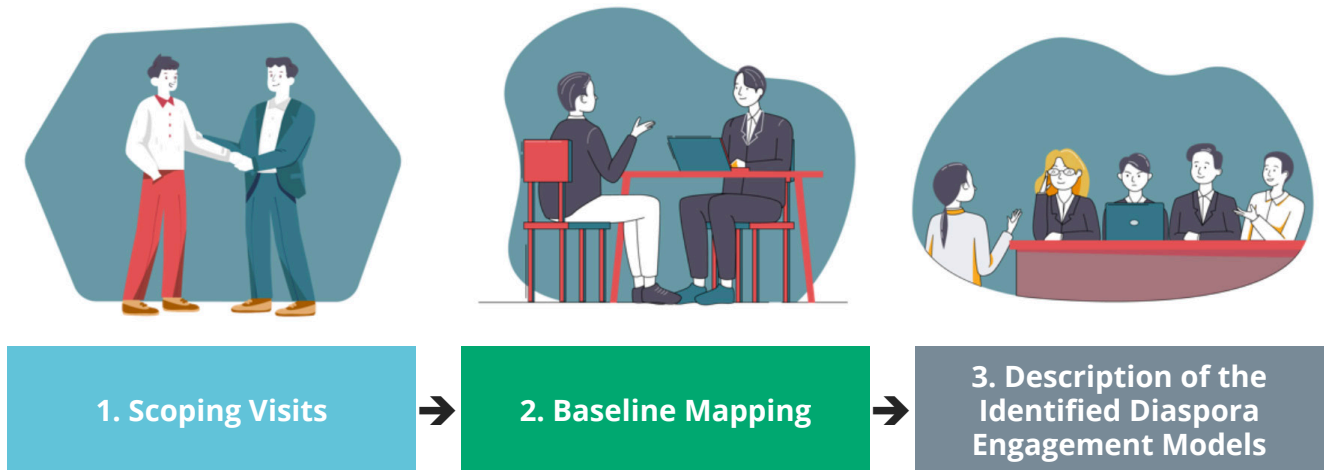 1. Scoping Visits
2. Baseline Mapping
3. Description of the
Identified Diaspora
Engagement Models